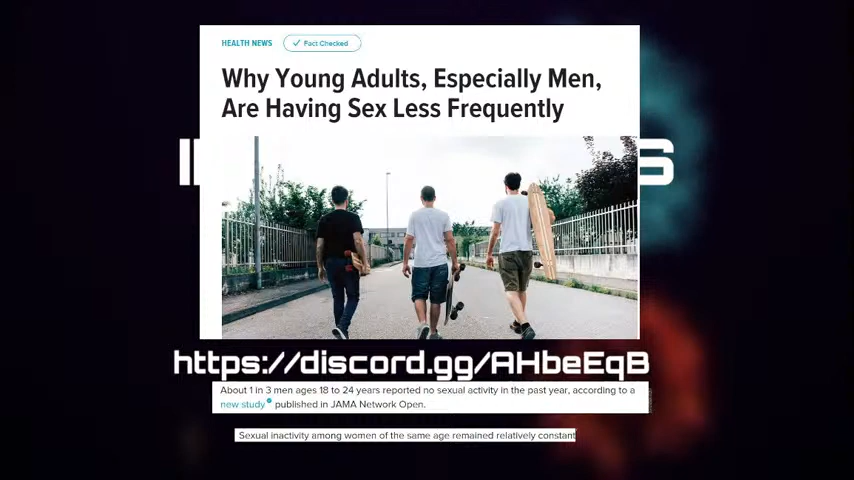 HEALTH NEWS
Fact Checked
Why Young Adults, Especially Men,
Are Having Sex Less Frequently
https://discord.gg/AHbeEqB
About 1 in 3 men ages 18 to 24 years reported no sexual activity in the past year, according to a
new study published in JAMA Network Open.
Sexual inactivity among women of the same age remained relatively constant